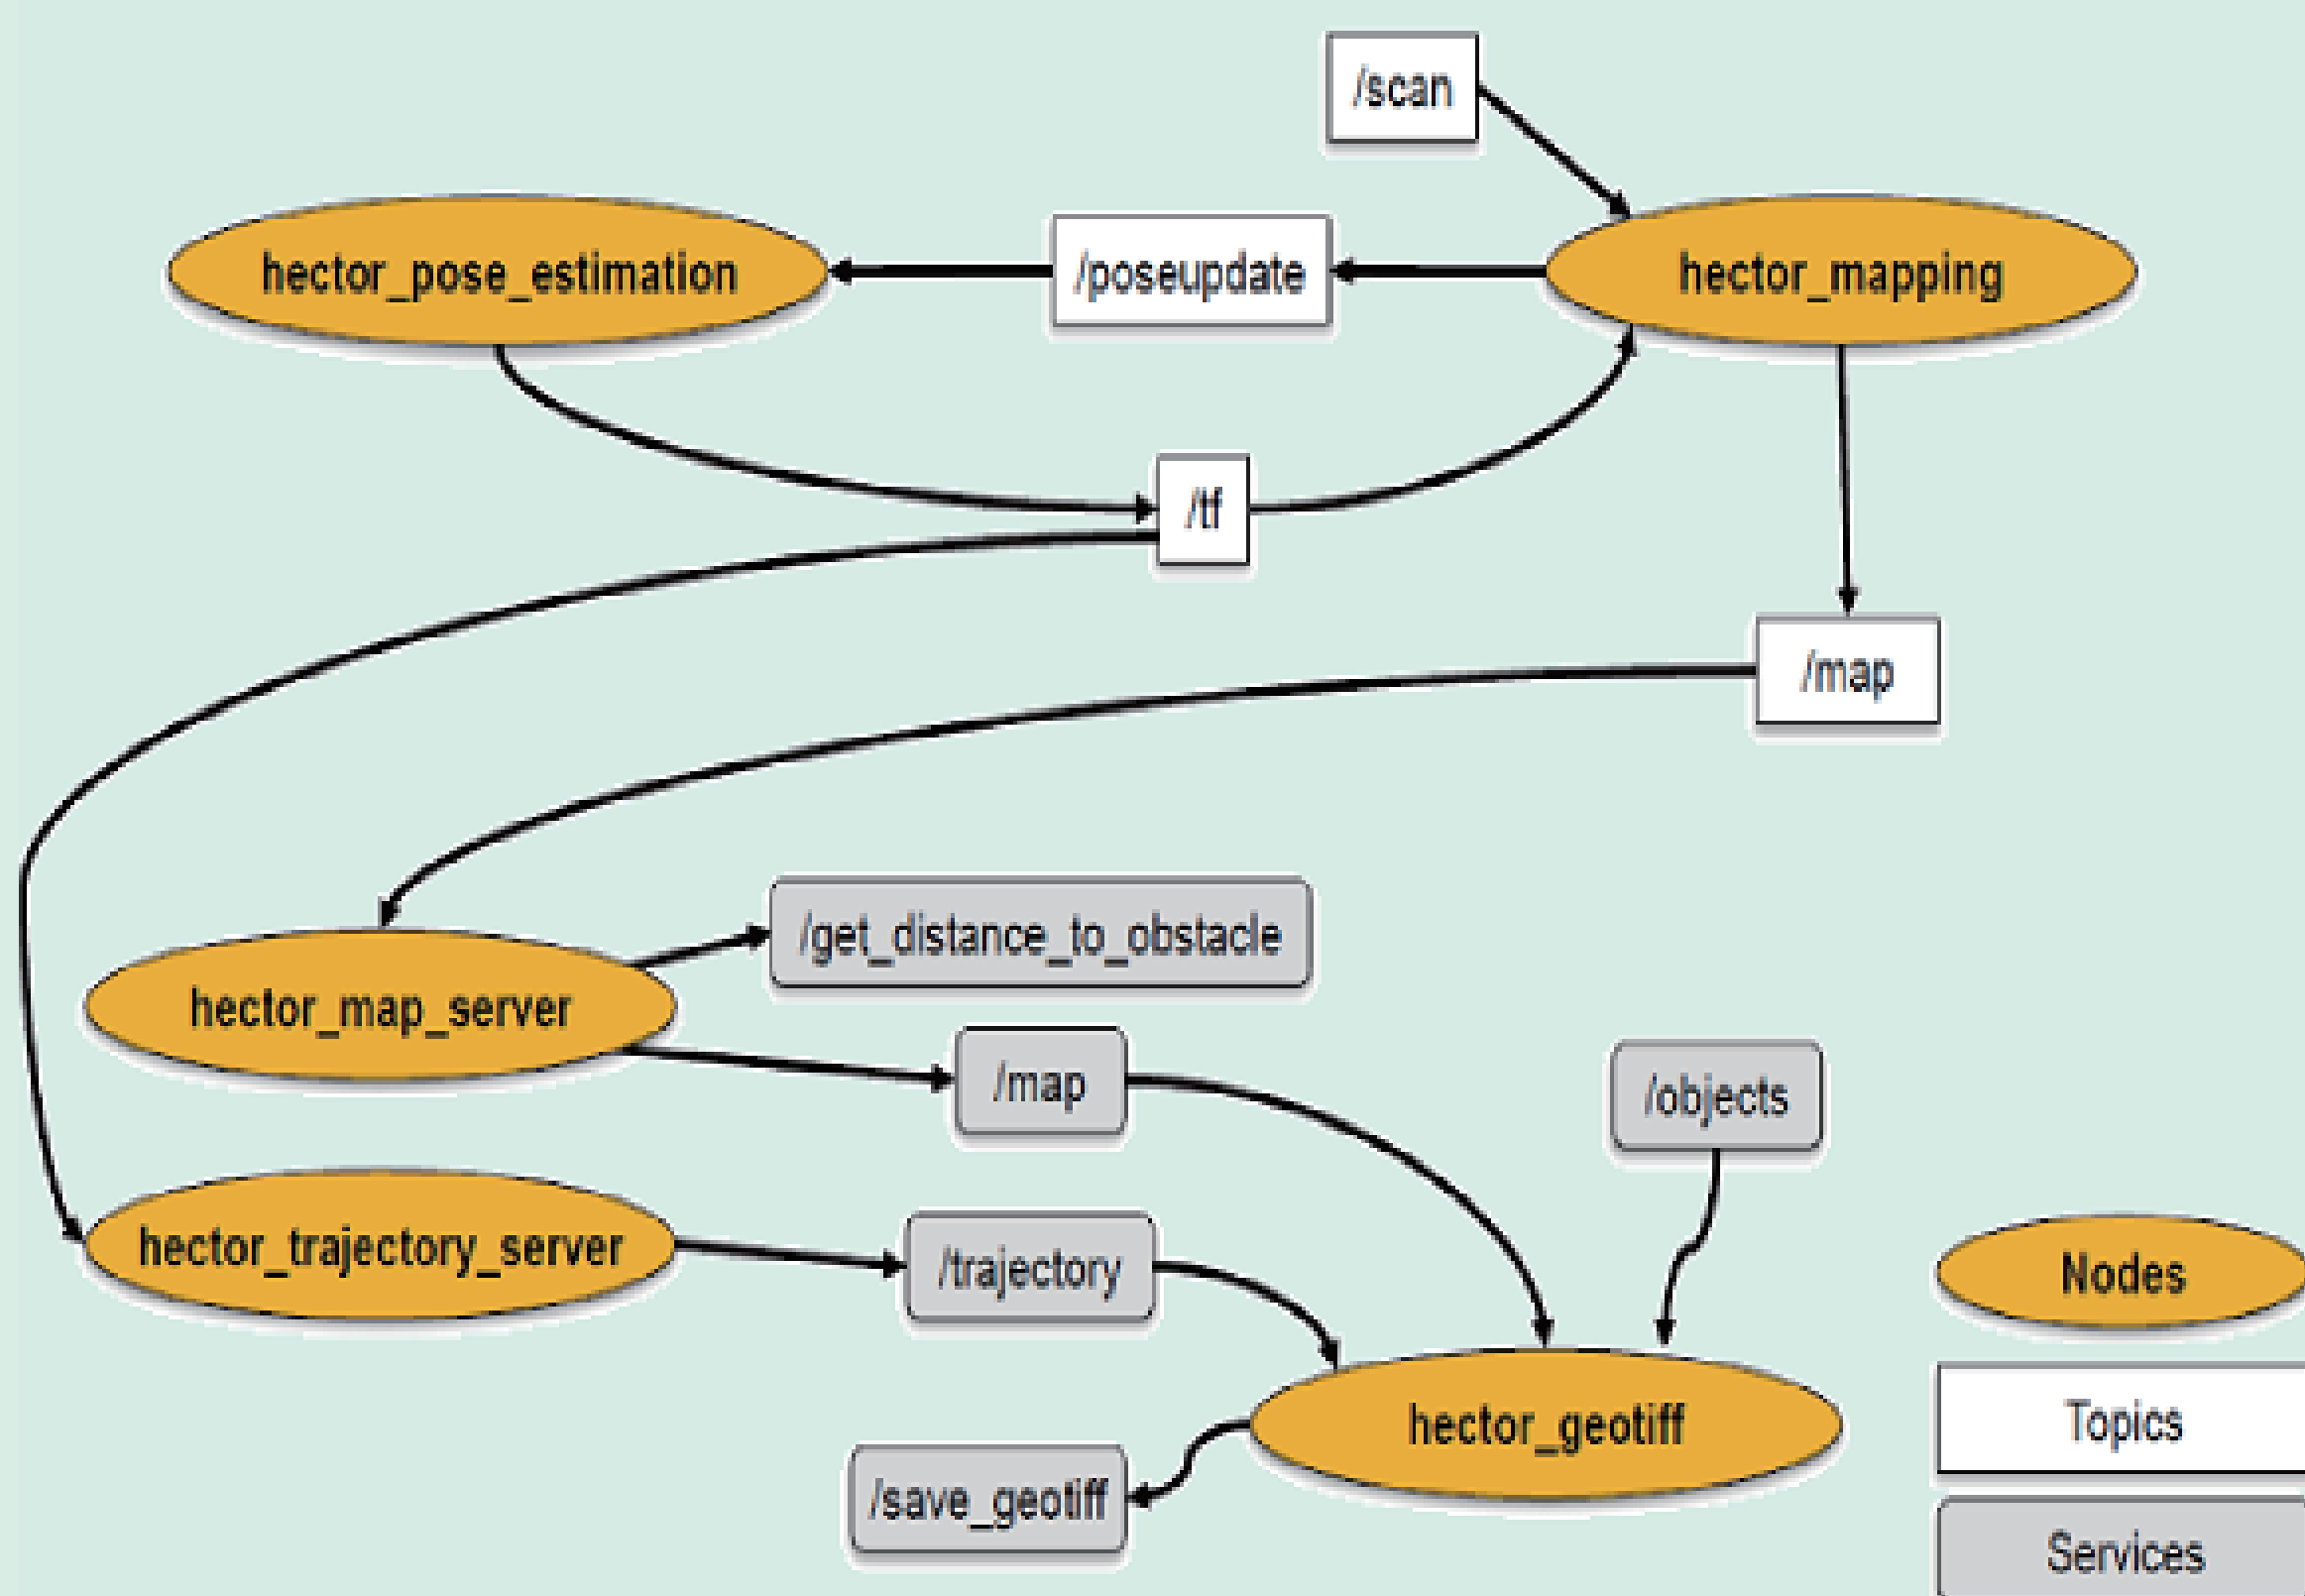 /scan
hector_pose_estimation
/poseupdate
hector_mapping
/tf
/map
/get_distance_to_obstacle
hector_map_server
/map
/objects
hector_trajectory_server
/trajectory
Nodes
hector_geotiff
Topics
/save_geotiff
Services